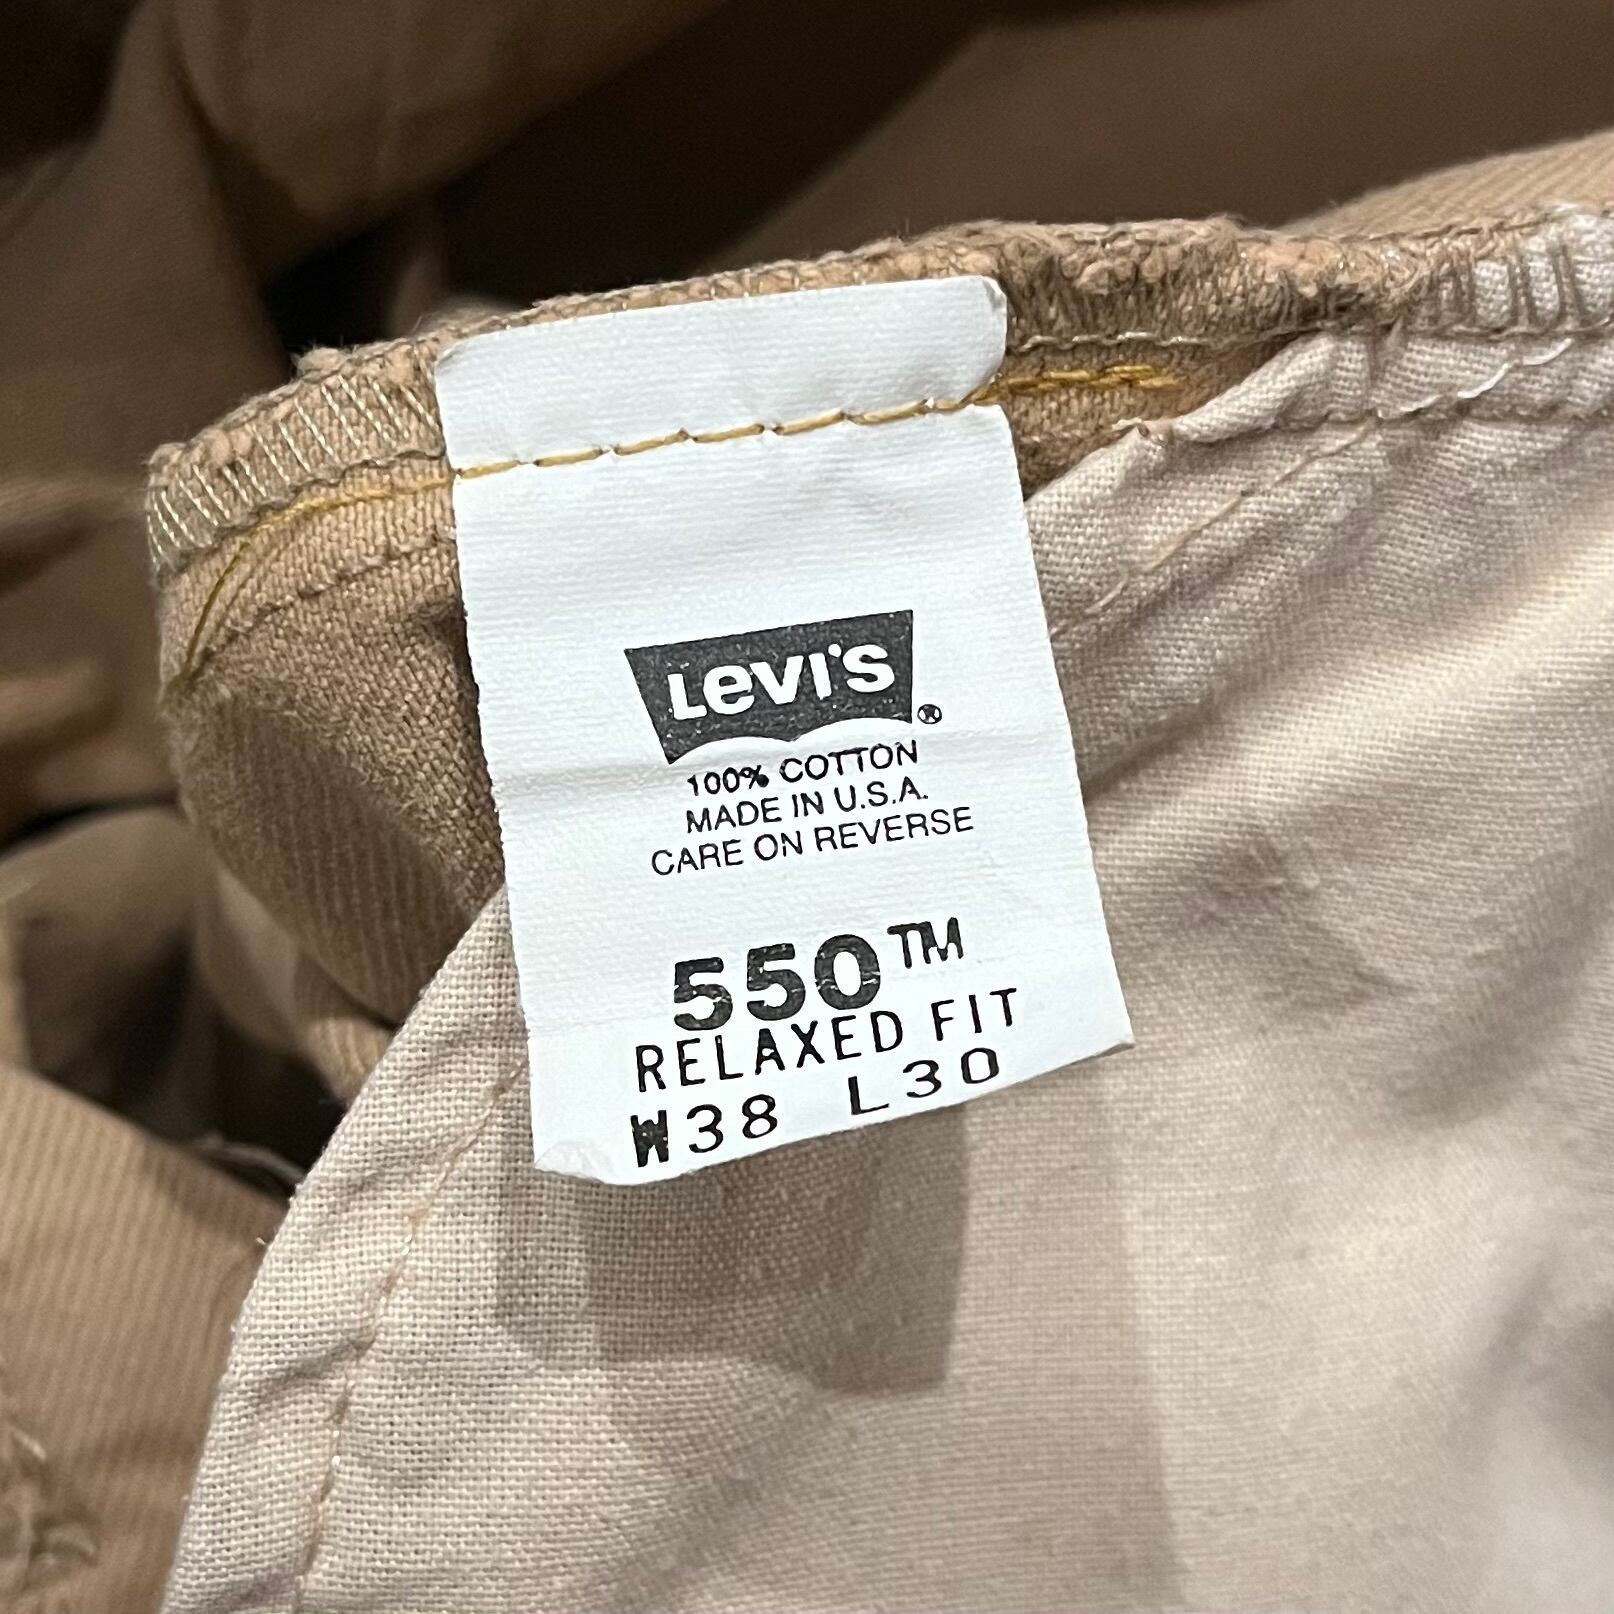 LEVI'S®
100% COTTON
MADE IN U.S.A.
CARE ON REVERSE
550™
RELAXED FIT
W38 L30